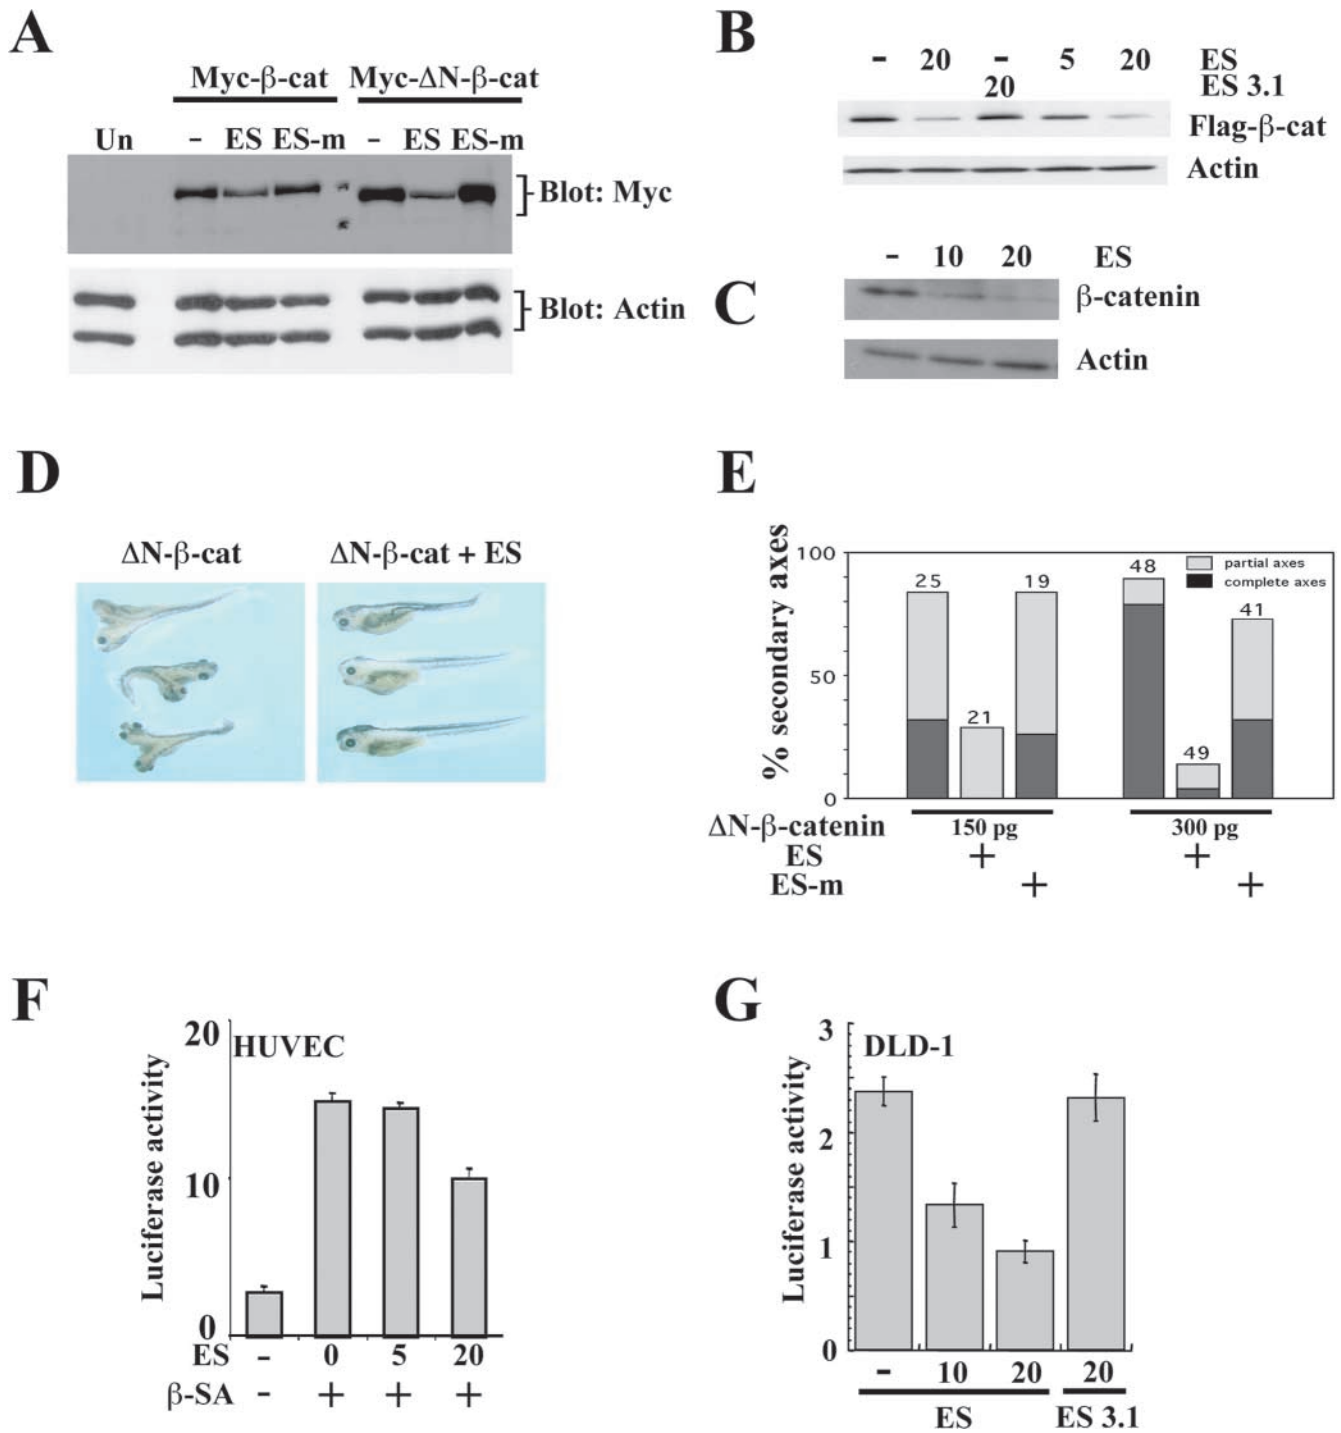 A
Myc-β-cat Myc-ΔN-β-cat
Un - ES ES-m - ES ES-m
Blot: Myc
Blot: Actin
B
- 20 - 5 20 ES
20 ES 3.1
Flag-β-cat
Actin
C
- 10 20 ES
β-catenin
Actin
D
ΔN-β-cat ΔN-β-cat + ES
E
% secondary axes
100
50
0
partial axes
complete axes
25 21 19 48 49 41
ΔN-β-catenin 150 pg 300 pg
ES + +
ES-m + +
F
HUVEC
Luciferase activity
20
10
0
ES - 0 5 20
β-SA - + + +
G
DLD-1
Luciferase activity
3
2
1
0
- 10 20 20
ES ES 3.1